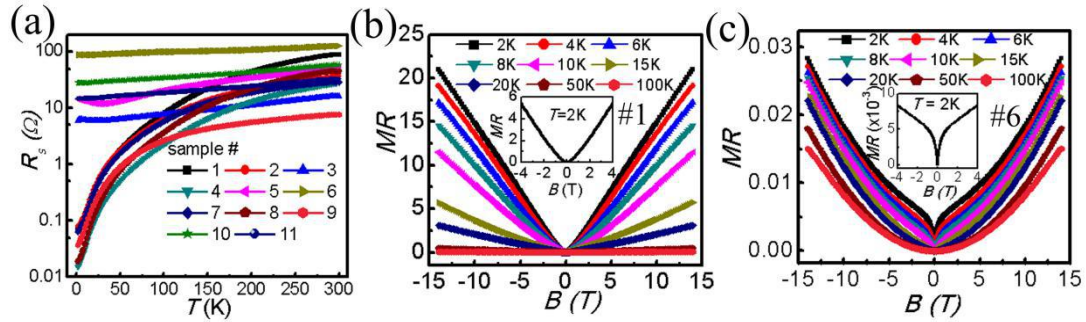 (a)
100
10
1
0.1
0.01
R_s (Ω)
sample #
1 2 3
4 5 6
7 8 9
10 11
0 50 100 150 200 250 300
T (K)
(b)
25
20
15
10
5
0
MR
2K 4K 6K
8K 10K 15K
20K 50K 100K
6
4
2
0
MR
T=2K
-4 -2 0 2 4
B (T)
#1
-15 -10 -5 0 5 10 15
B (T)
(c)
0.03
0.02
0.01
0.00
MR
2K 4K 6K
8K 10K 15K
20K 50K 100K
10
5
0
MR (x10⁻³)
T = 2K
-4 -2 0 2 4
B (T)
#6
-15 -10 -5 0 5 10 15
B (T)